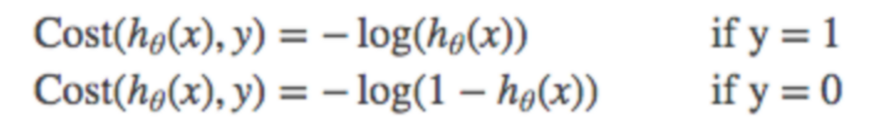 Cost(hθ(x), y) = − log(hθ(x)) if y = 1
Cost(hθ(x), y) = − log(1 − hθ(x)) if y = 0